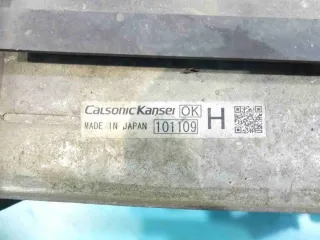 CalsonicKansei OK
MADE IN JAPAN 101109 H